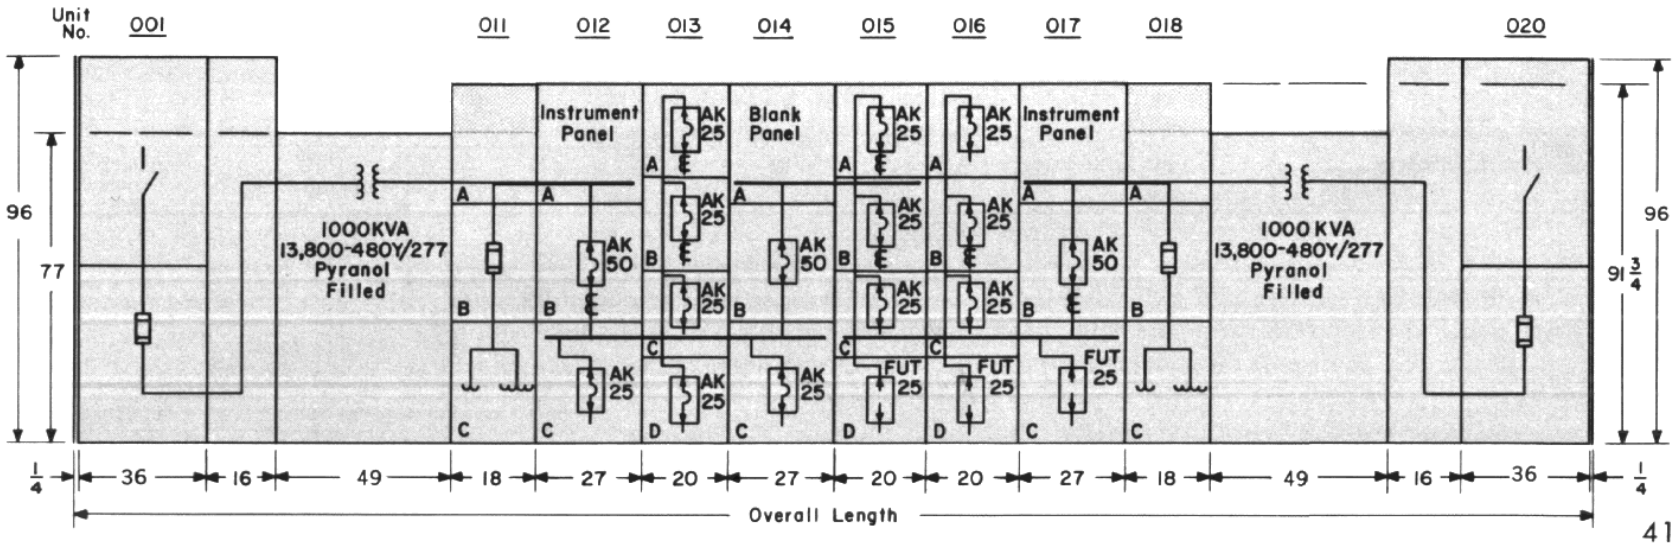 Unit
No.
001 011 012 013 014 015 016 017 018 020
Instrument
Panel
AK
25
Blank
Panel
AK
25
AK
25
Instrument
Panel
A A A A A A A A
96
77
1000KVA
13,800-480Y/277
Pyranol
Filled
AK
50
AK
25
AK
50
AK
25
AK
25
AK
50
1000 KVA
13,800-480Y/277
Pyranol
Filled
96
91 3/4
B B B B B B B B
AK
25
AK
25
AK
25
C C C
AK
25
AK
25
AK
25
FUT
25
FUT
25
FUT
25
C C D C D D C C
1/4 36 16 49 18 27 20 27 20 20 27 18 49 16 36 1/4
Overall Length
41